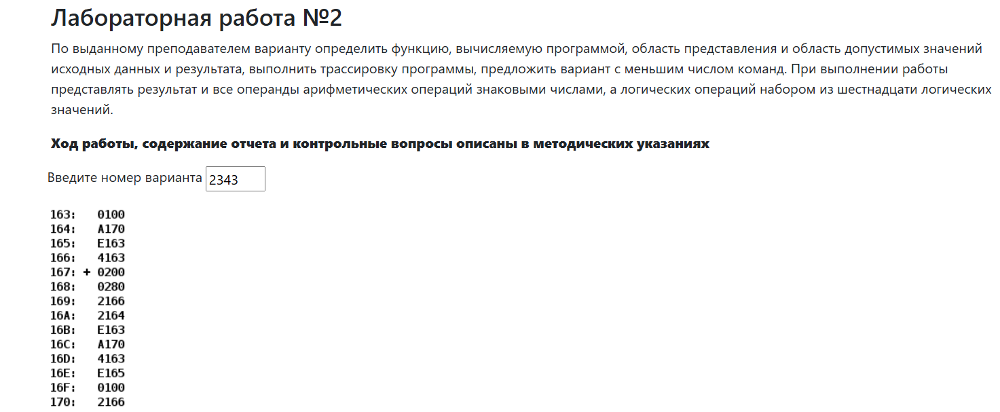 Лабораторная работа №2
По выданному преподавателем варианту определить функцию, вычисляемую программой, область представления и область допустимых значений
исходных данных и результата, выполнить трассировку программы, предложить вариант с меньшим числом команд. При выполнении работы
представлять результат и все операнды арифметических операций знаковыми числами, а логических операций набором из шестнадцати логических
значений.
Ход работы, содержание отчета и контрольные вопросы описаны в методических указаниях
Введите номер варианта 2343
163: 0100
164: A170
165: E163
166: 4163
167: + 0200
168: 0280
169: 2166
16A: 2164
16B: E163
16C: A170
16D: 4163
16E: E165
16F: 0100
170: 2166